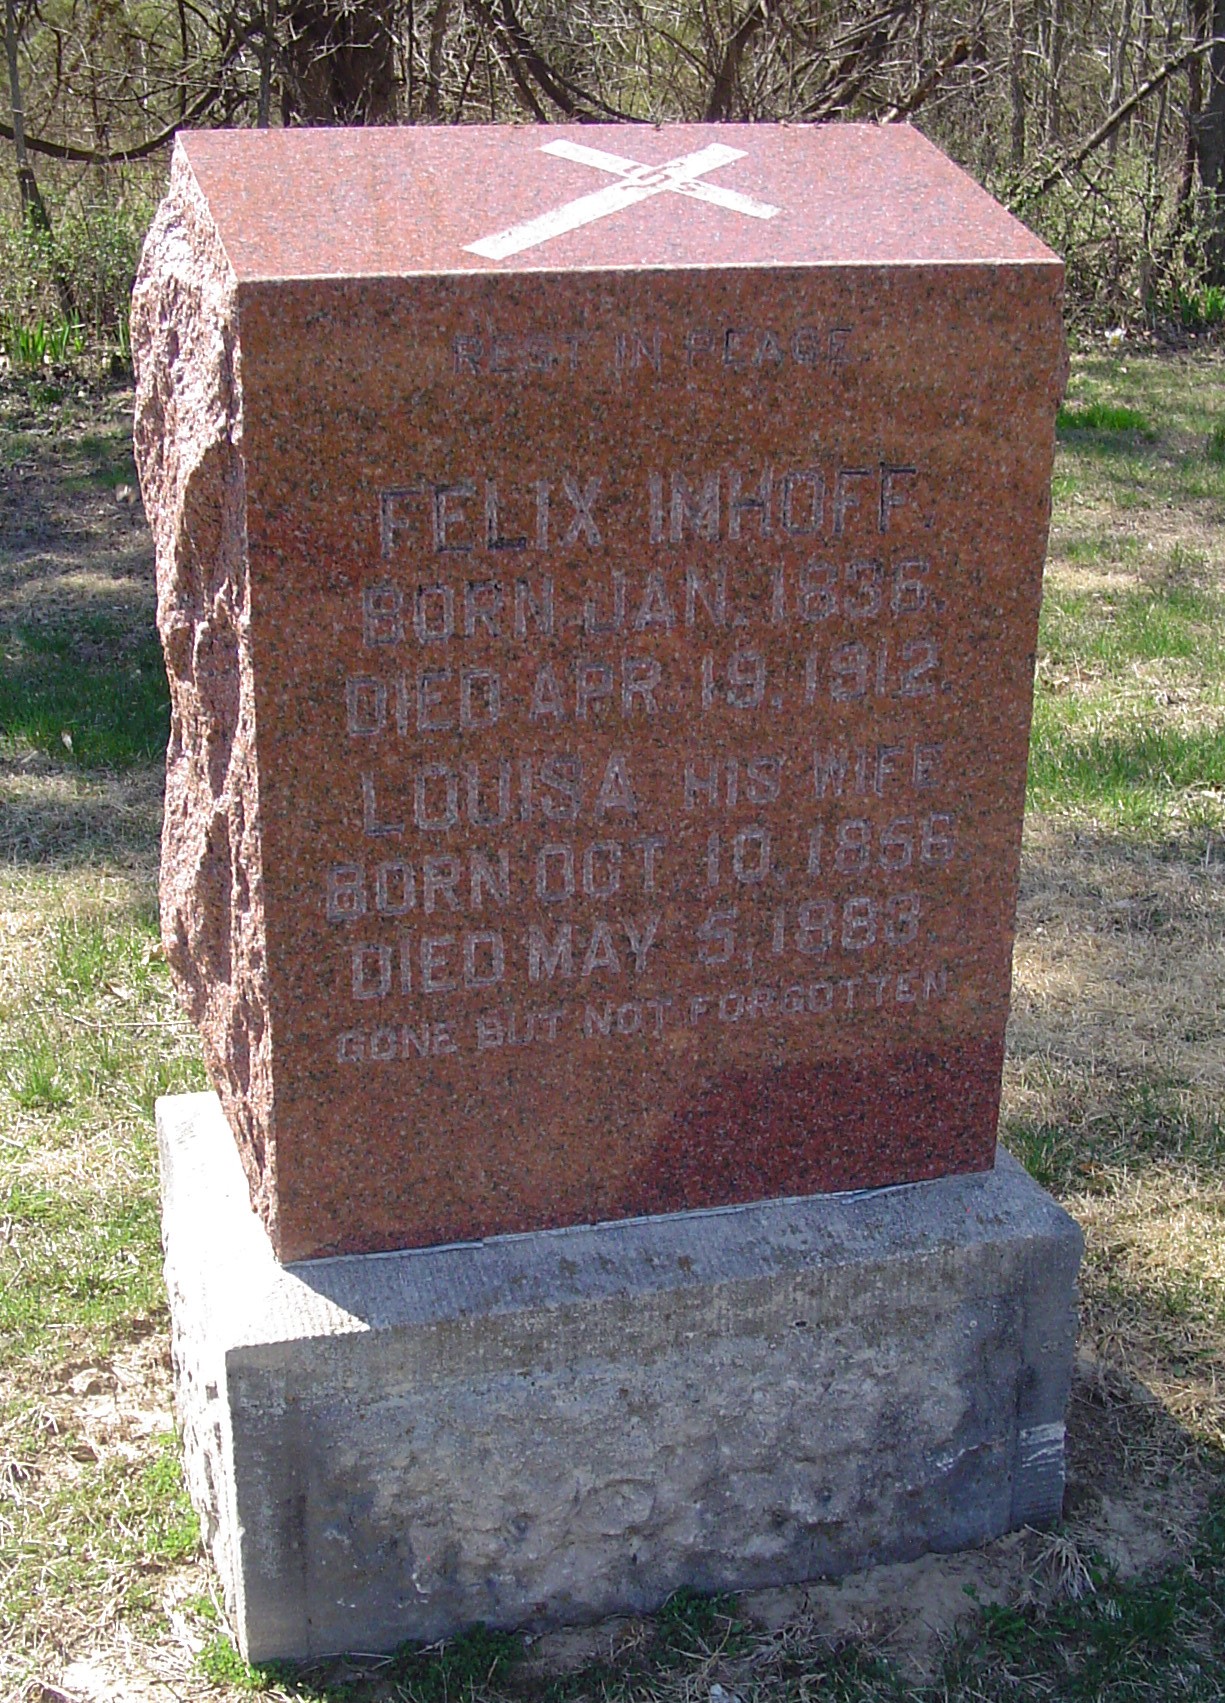 IHS
REST IN PEACE.
FELIX IMHOFF.
BORN JAN. 1836.
DIED APR. 19, 1912.
LOUISA HIS WIFE
BORN OCT. 10, 1856.
DIED MAY 5, 1883.
GONE BUT NOT FORGOTTEN